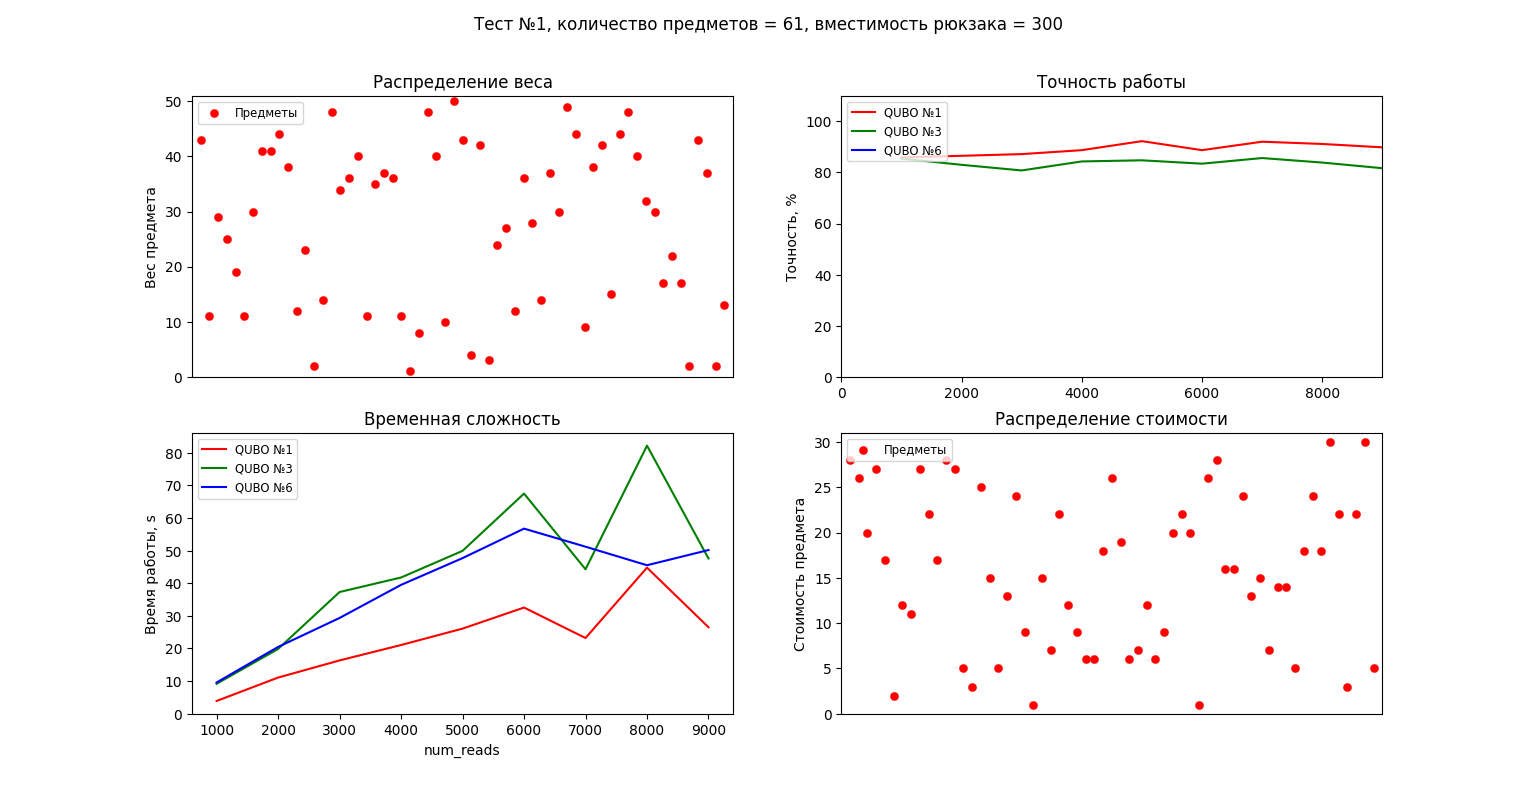 Тест №1, количество предметов = 61, вместимость рюкзака = 300
Распределение веса
Предметы
Вес предмета
50
40
30
20
10
0
Точность работы
QUBO №1
QUBO №3
QUBO №6
Точность, %
100
80
60
40
20
0
0 2000 4000 6000 8000
Временная сложность
QUBO №1
QUBO №3
QUBO №6
Время работы, s
80
70
60
50
40
30
20
10
0
1000 2000 3000 4000 5000 6000 7000 8000 9000
num_reads
Распределение стоимости
Предметы
Стоимость предмета
30
25
20
15
10
5
0